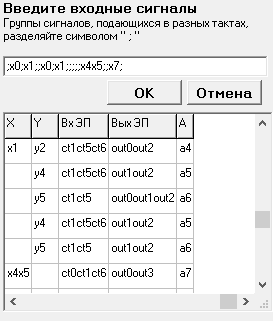 Введите входные сигналы
Группы сигналов, подающихся в разных тактах,
разделяйте символом " ; "
;x0;x1;;x0;x1;;;;;x4x5;;x7;
OK Отмена
X Y Вх ЭП Вых ЭП A
x1 y2 ct1ct5ct6 out0out2 a4
y4 ct1ct5ct6 out1out2 a5
y5 ct1ct5 out0out1out2 a6
y4 ct1ct5ct6 out0out1 a5
y5 ct1ct5ct6 out1out2 a6
x4x5 ct0ct1ct6 out0out3 a7